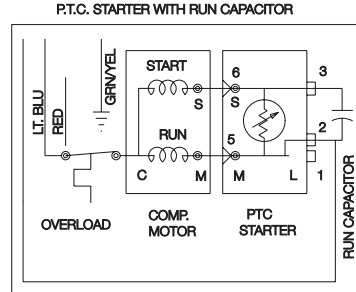 P.T.C. STARTER WITH RUN CAPACITOR
LT. BLU
RED
GRN/YEL
START
S
6
S
3
RUN
5
2
C
M
M
L
1
OVERLOAD
COMP.
MOTOR
PTC
STARTER
RUN CAPACITOR